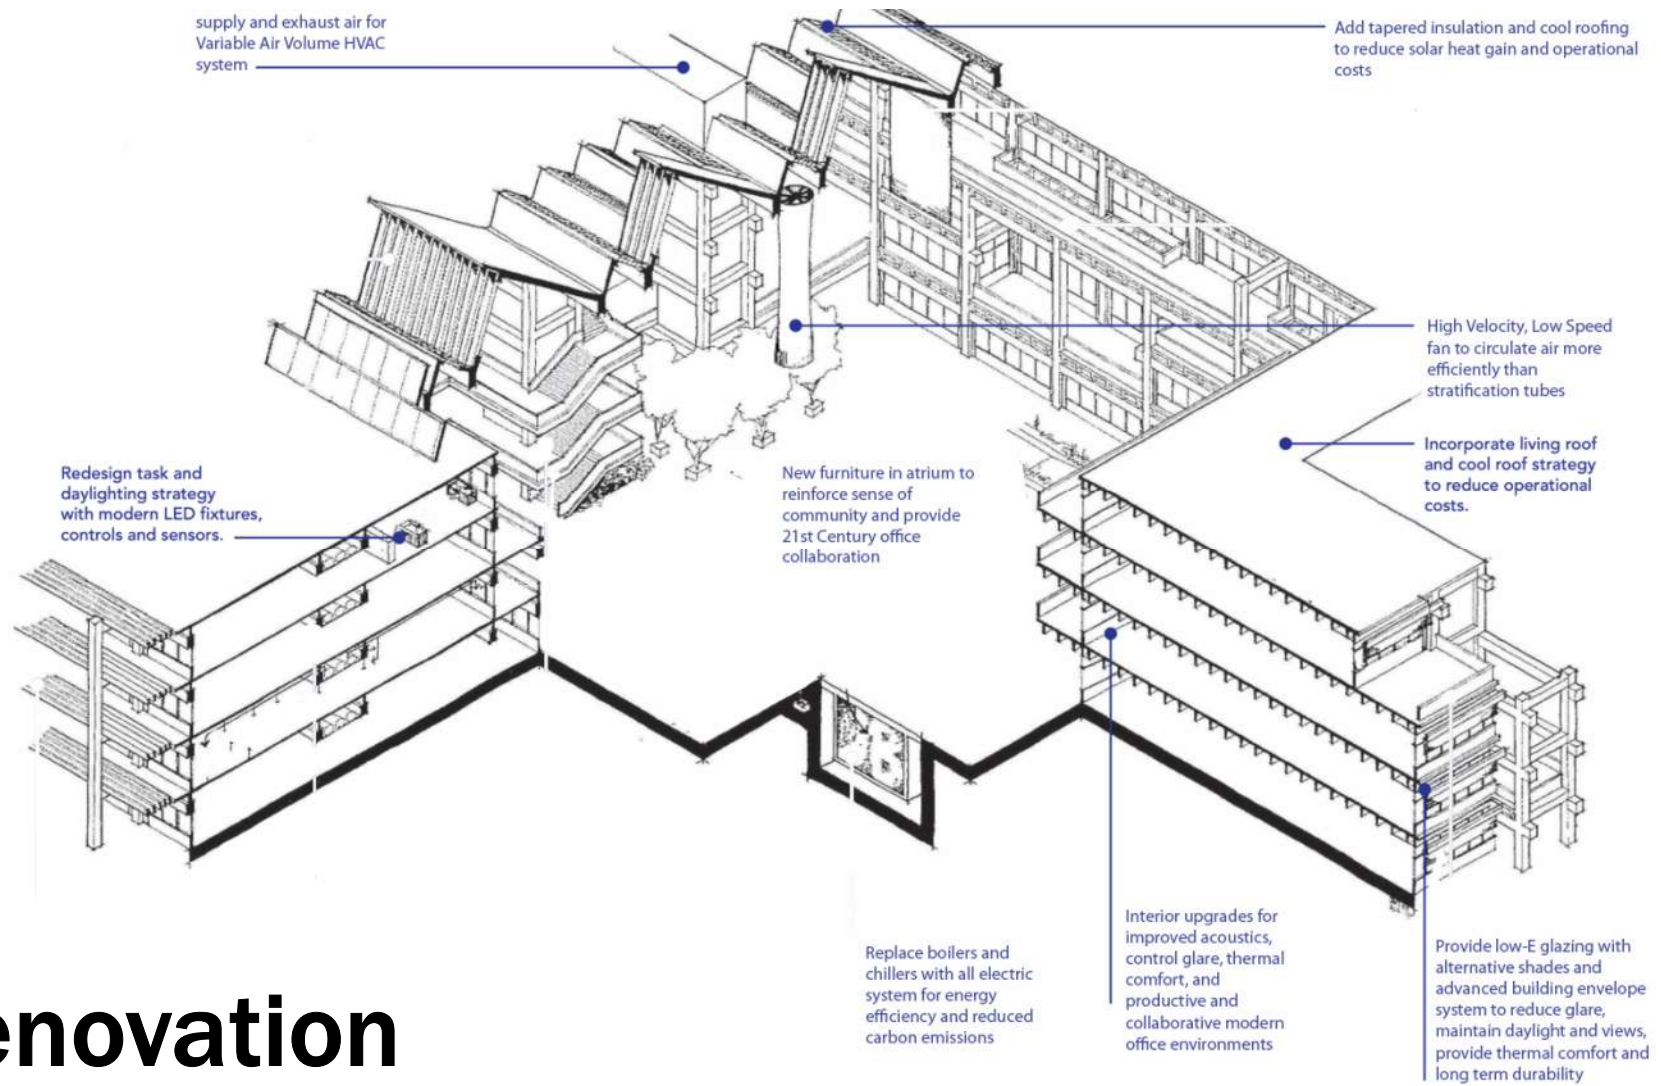 supply and exhaust air for
Variable Air Volume HVAC
system
Add tapered insulation and cool roofing
to reduce solar heat gain and operational
costs
High Velocity, Low Speed
fan to circulate air more
efficiently than
stratification tubes
Incorporate living roof
and cool roof strategy
to reduce operational
costs.
Redesign task and
daylighting strategy
with modern LED fixtures,
controls and sensors.
New furniture in atrium to
reinforce sense of
community and provide
21st Century office
collaboration
Replace boilers and
chillers with all electric
system for energy
efficiency and reduced
carbon emissions
Interior upgrades for
improved acoustics,
control glare, thermal
comfort, and
productive and
collaborative modern
office environments
Provide low-E glazing with
alternative shades and
advanced building envelope
system to reduce glare,
maintain daylight and views,
provide thermal comfort and
long term durability
enovation